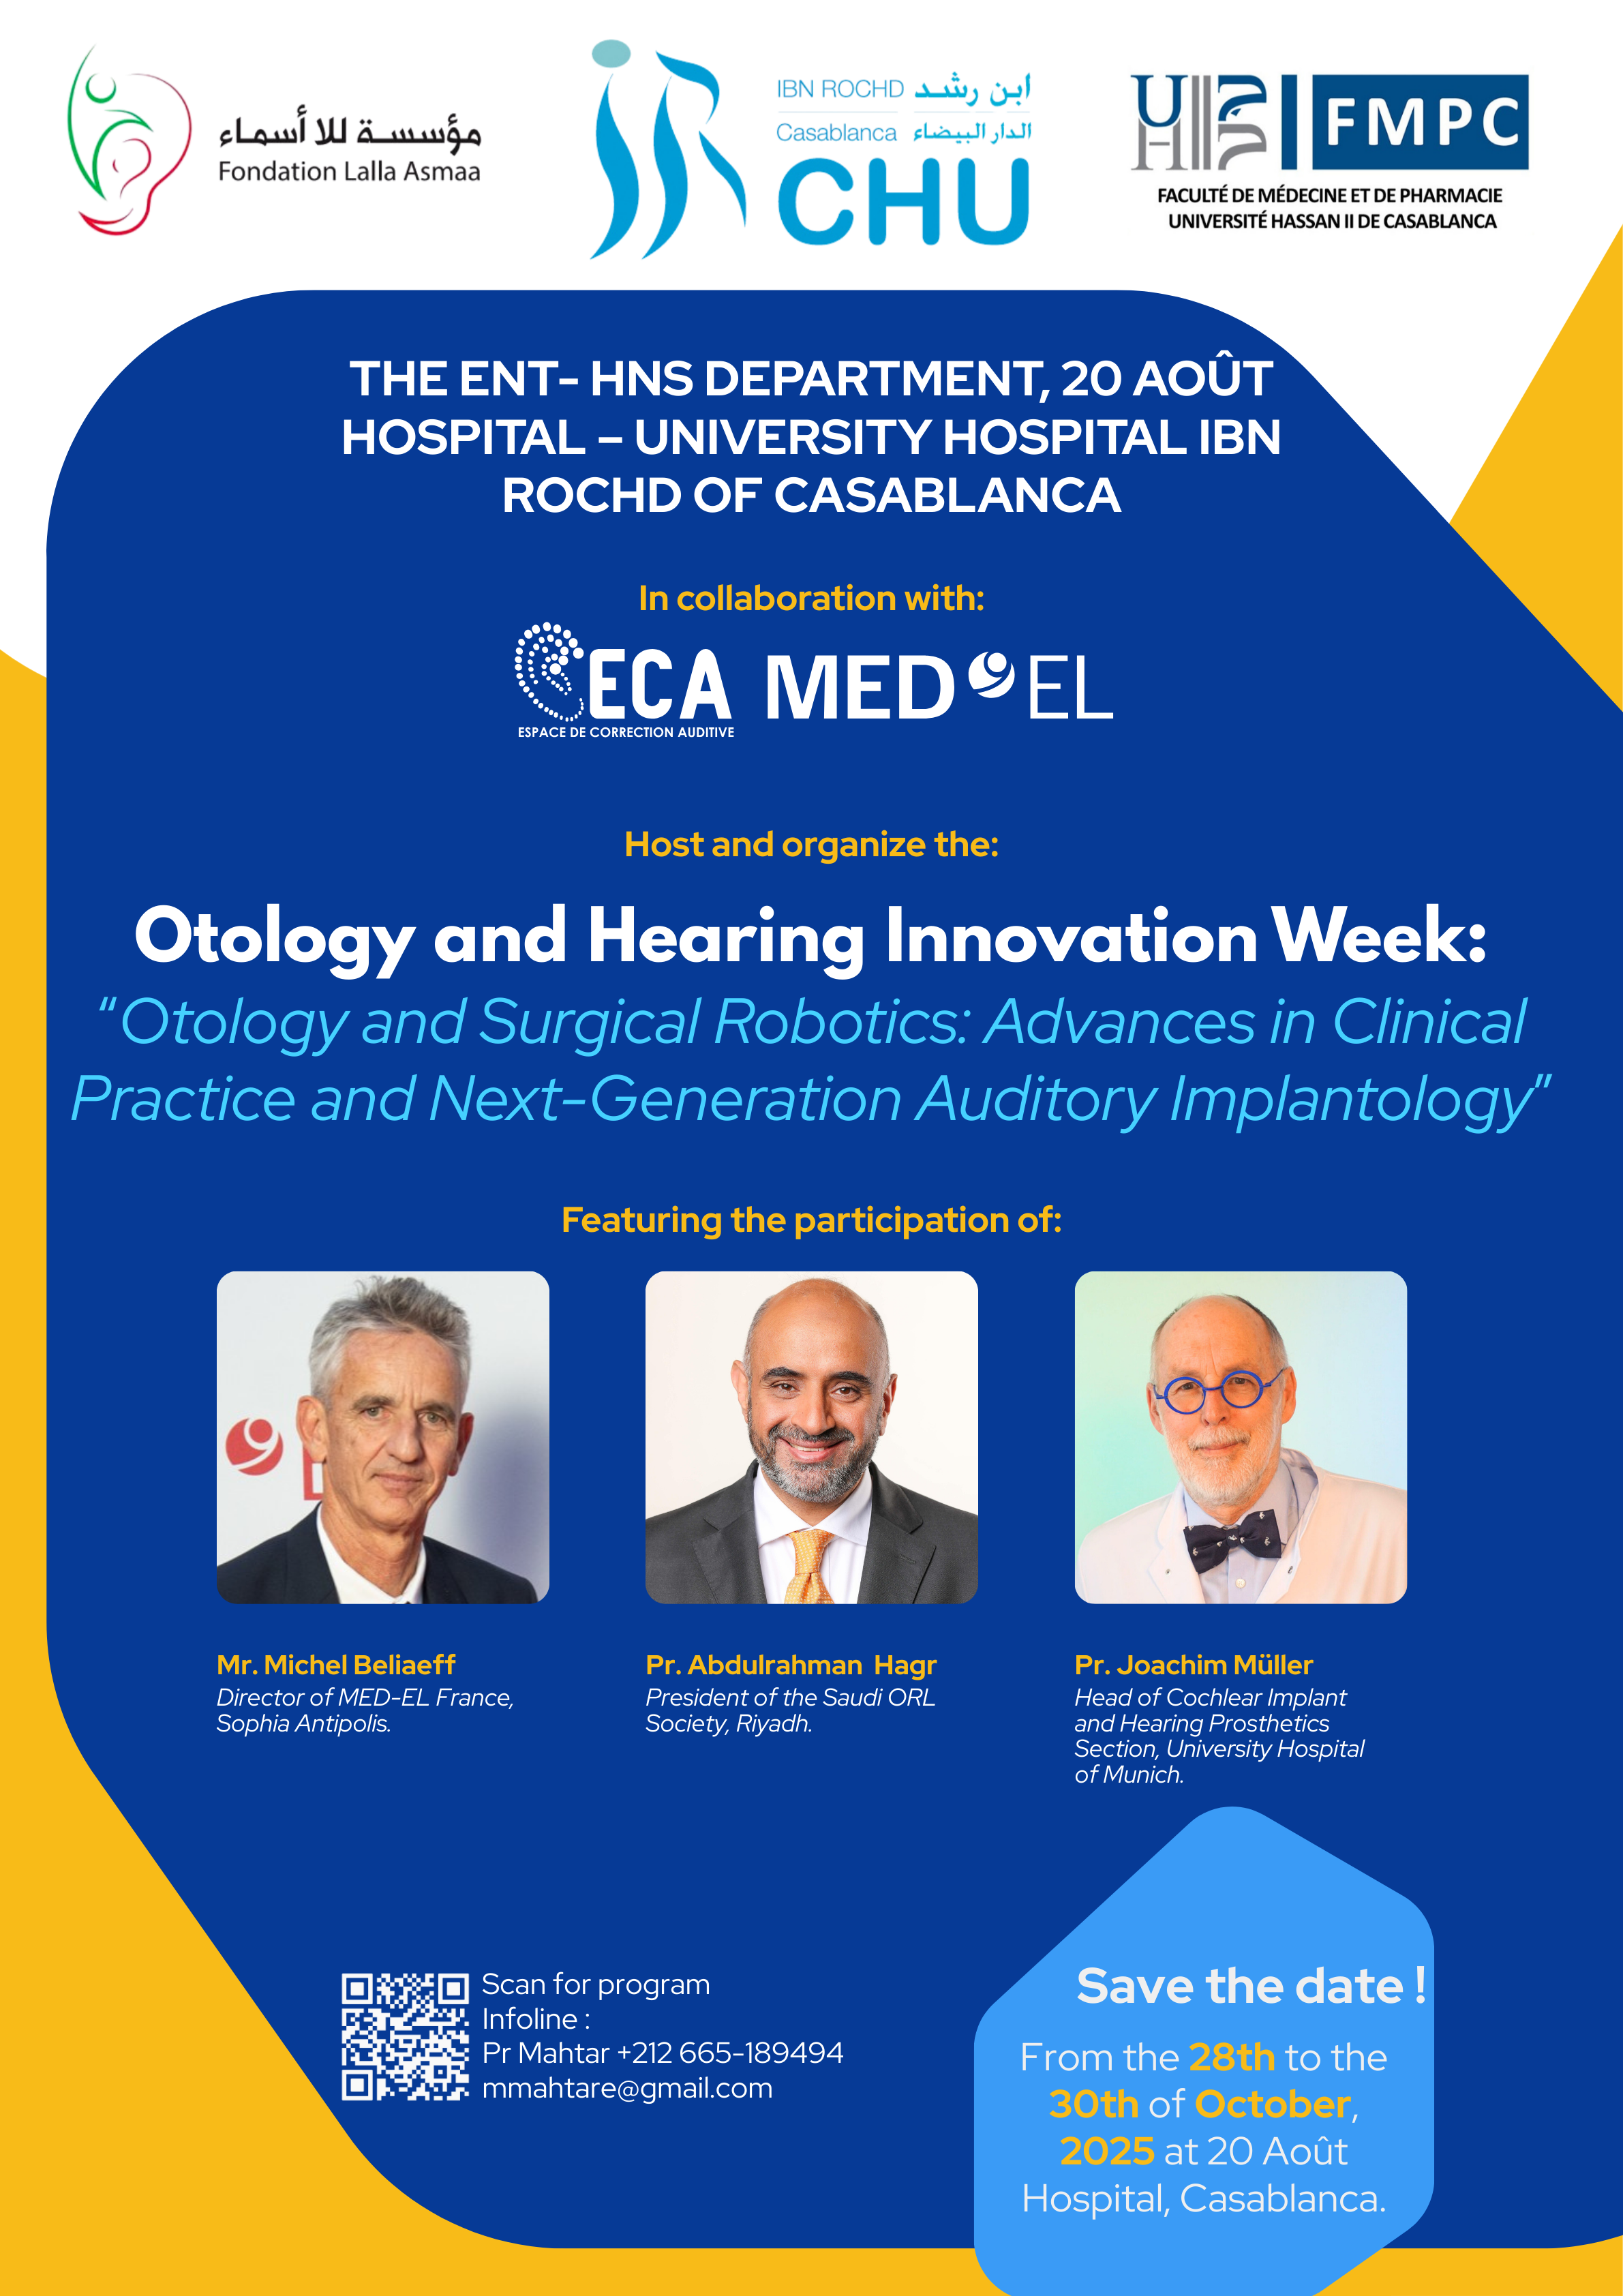 مؤسسة للا أسماء
Fondation Lalla Asmaa
IBN ROCHD ابن رشد
Casablanca الدار البيضاء
CHU
UH2C FMPC
FACULTÉ DE MÉDECINE ET DE PHARMACIE
UNIVERSITÉ HASSAN II DE CASABLANCA
THE ENT- HNS DEPARTMENT, 20 AOÛT
HOSPITAL – UNIVERSITY HOSPITAL IBN
ROCHD OF CASABLANCA
In collaboration with:
ECA MED EL
ESPACE DE CORRECTION AUDITIVE
Host and organize the:
Otology and Hearing Innovation Week:
“Otology and Surgical Robotics: Advances in Clinical
Practice and Next-Generation Auditory Implantology”
Featuring the participation of:
Mr. Michel Beliaeff
Director of MED-EL France,
Sophia Antipolis.
Pr. Abdulrahman Hagr
President of the Saudi ORL
Society, Riyadh.
Pr. Joachim Müller
Head of Cochlear Implant
and Hearing Prosthetics
Section, University Hospital
of Munich.
Scan for program
Infoline :
Pr Mahtar +212 665-189494
mmahtare@gmail.com
Save the date !
From the 28th to the
30th of October,
2025 at 20 Août
Hospital, Casablanca.